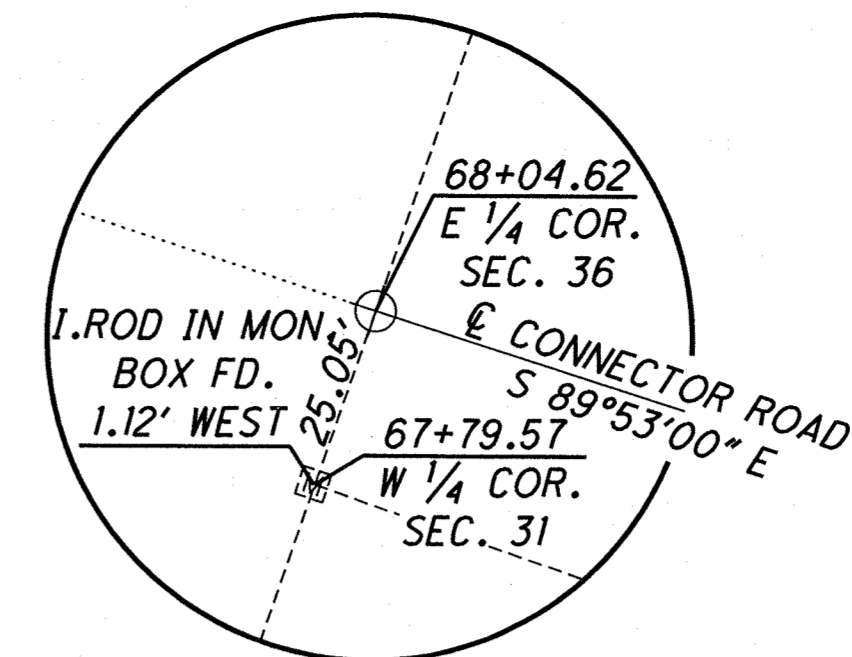 68+04.62
E 1/4 COR.
SEC. 36
℄ CONNECTOR ROAD
S 89°53'00" E
I.ROD IN MON.
BOX FD.
1.12' WEST
25.05'
67+79.57
W 1/4 COR.
SEC. 31